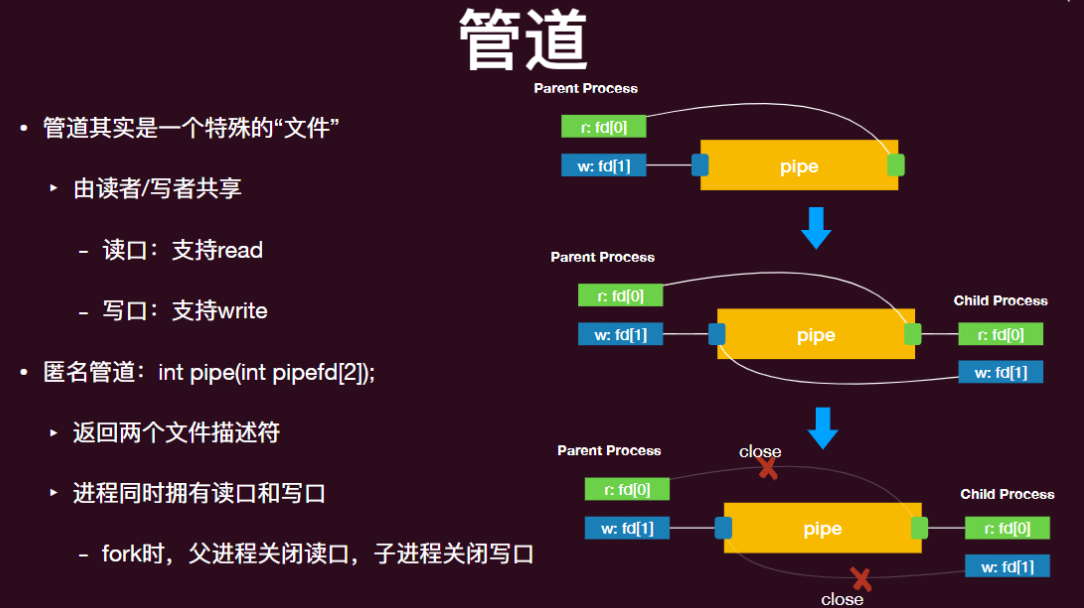 管道
• 管道其实是一个特殊的“文件”
‣ 由读者/写者共享
– 读口：支持read
– 写口：支持write
• 匿名管道：int pipe(int pipefd[2]);
‣ 返回两个文件描述符
‣ 进程同时拥有读口和写口
– fork时，父进程关闭读口，子进程关闭写口
Parent Process
r: fd[0]
w: fd[1]
pipe
Parent Process
r: fd[0]
w: fd[1]
pipe
Child Process
r: fd[0]
w: fd[1]
Parent Process
close
r: fd[0]
w: fd[1]
pipe
Child Process
r: fd[0]
w: fd[1]
close